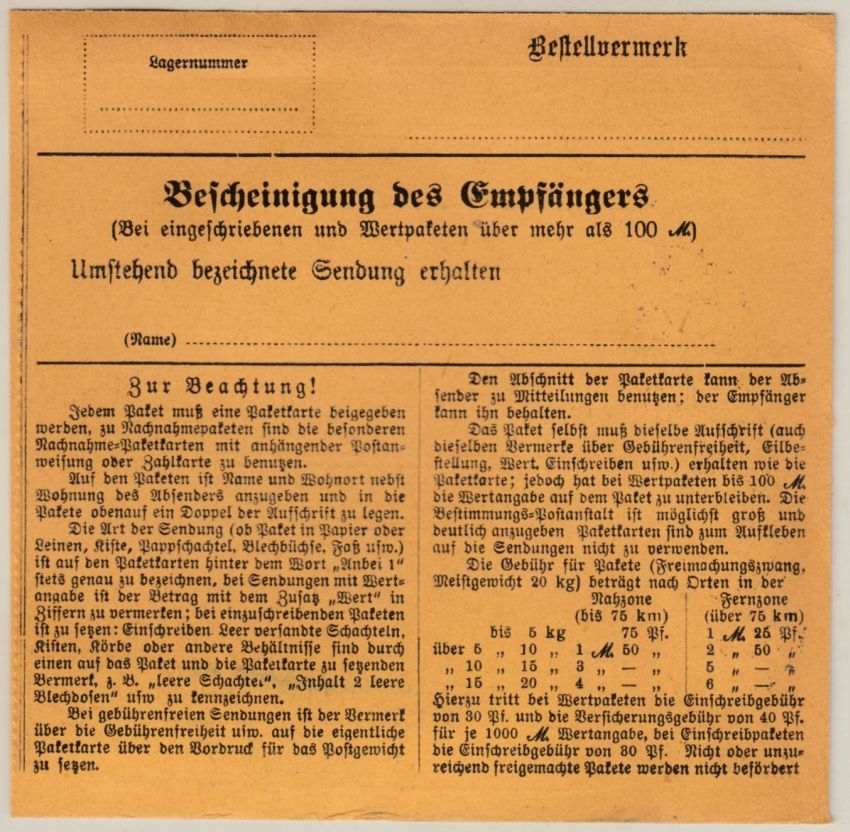 Lagernummer
Bestellvermerk
Bescheinigung des Empfängers
(Bei eingeschriebenen und Wertpaketen über mehr als 100 M.)
Umstehend bezeichnete Sendung erhalten
(Name)
Zur Beachtung!
Jedem Paket muß eine Paketkarte beigegeben
werden, zu Nachnahmepaketen sind die besonderen
Nachnahme=Paketkarten mit anhängender Postan=
weisung oder Zahlkarte zu benutzen.
Auf den Paketen ist Name und Wohnort nebst
Wohnung des Absenders anzugeben und in die
Pakete obenauf ein Doppel der Aufschrift zu legen.
Die Art der Sendung (ob Paket in Papier oder
Leinen, Kiste, Pappschachtel, Blechbüchse, Faß usw.)
ist auf den Paketkarten hinter dem Wort „Anbei 1"
stets genau zu bezeichnen, bei Sendungen mit Wert=
angabe ist der Betrag mit dem Zusatz „Wert" in
Ziffern zu vermerken; bei einzuschreibenden Paketen
ist zu setzen: Einschreiben. Leer versandte Schachteln,
Kisten, Körbe oder andere Behältnisse sind durch
einen auf das Paket und die Paketkarte zu setzenden
Vermerk, z. B. „leere Schachtel", „Inhalt 2 leere
Blechdosen" usw zu kennzeichnen.
Bei gebührenfreien Sendungen ist der Vermerk
über die Gebührenfreiheit usw. auf die eigentliche
Paketkarte über den Vordruck für das Postgewicht
zu setzen.
Den Abschnitt der Paketkarte kann der Ab=
sender zu Mitteilungen benutzen; der Empfänger
kann ihn behalten.
Das Paket selbst muß dieselbe Aufschrift (auch
dieselben Vermerke über Gebührenfreiheit, Eilbe=
stellung, Wert, Einschreiben usw.) erhalten wie die
Paketkarte; jedoch hat bei Wertpaketen bis 100 M.
die Wertangabe auf dem Paket zu unterbleiben. Die
Bestimmungs=Postanstalt ist möglichst groß und
deutlich anzugeben Paketkarten sind zum Aufkleben
auf die Sendungen nicht zu verwenden.
Die Gebühr für Pakete (Freimachungszwang,
Meistgewicht 20 kg) beträgt nach Orten in der
Nahzone Fernzone
(bis 75 km) (über 75 km)
bis 5 kg 75 Pf. 1 M. 25 Pf.
über 5 „ 10 „ 1 M. 50 „ 2 „ 50 „
„ 10 „ 15 „ 3 „ — „ 5 „ — „
„ 15 „ 20 „ 4 „ — „ 6 „ — „
Hierzu tritt bei Wertpaketen die Einschreibgebühr
von 30 Pf. und die Versicherungsgebühr von 40 Pf.
für je 1000 M. Wertangabe, bei Einschreibpaketen
die Einschreibgebühr von 30 Pf. Nicht oder unzu=
reichend freigemachte Pakete werden nicht befördert